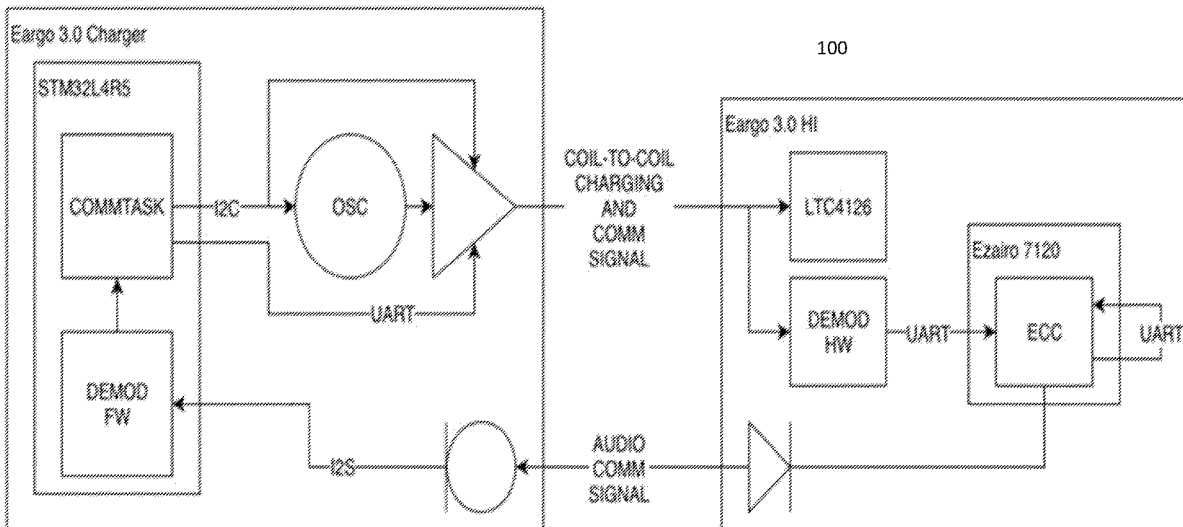 Eargo 3.0 Charger
100
STM32L4R5
Eargo 3.0 HI
COMMTASK
I2C
OSC
COIL-TO-COIL
CHARGING
AND
COMM
SIGNAL
LTC4126
Ezairo 7120
UART
DEMOD
HW
UART
ECC
UART
DEMOD
FW
I2S
AUDIO
COMM
SIGNAL